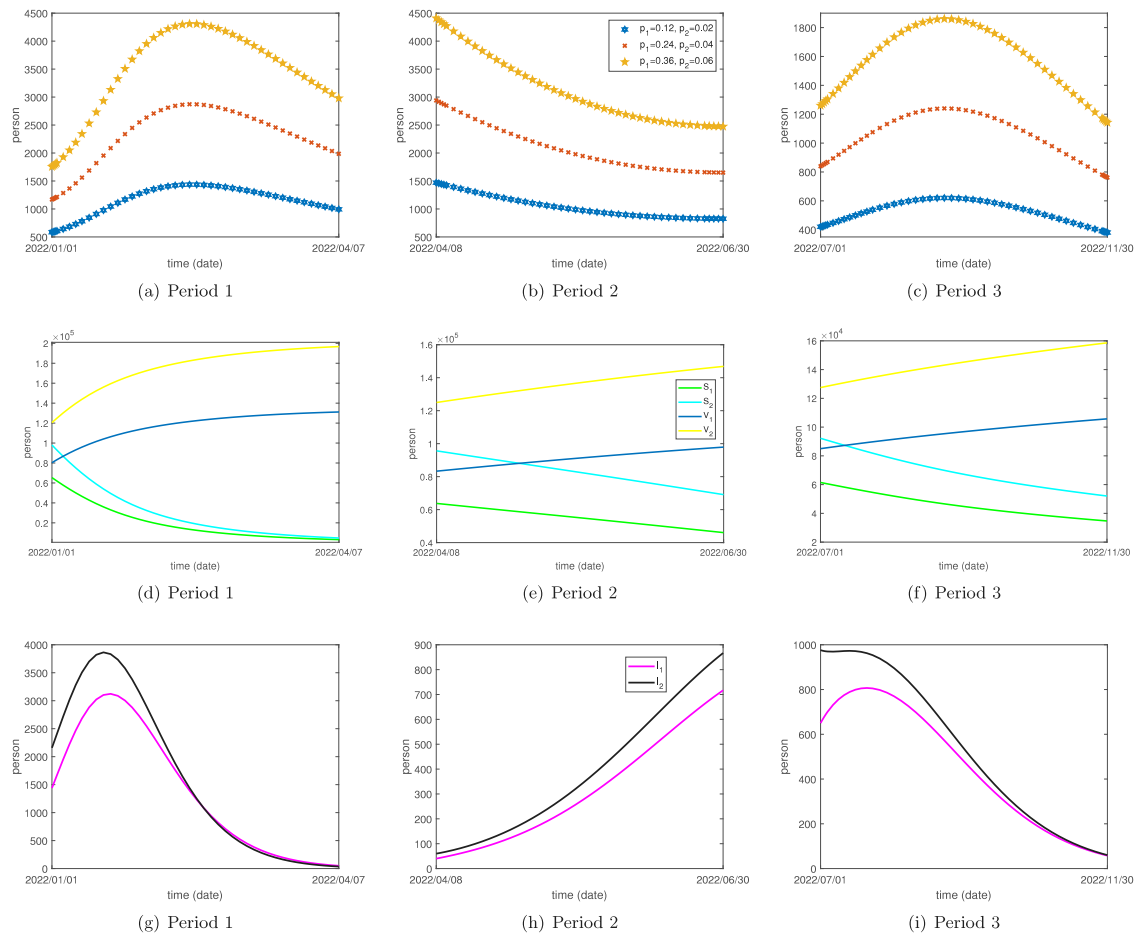 4500
4000
3500
3000
2500
2000
1500
1000
500
person
2022/01/01
2022/04/07
time (date)
(a) Period 1
4500
4000
3500
3000
2500
2000
1500
1000
500
person
p1=0.12, p2=0.02
p1=0.24, p2=0.04
p1=0.36, p2=0.06
2022/04/08
2022/06/30
time (date)
(b) Period 2
1800
1600
1400
1200
1000
800
600
400
person
2022/07/01
2022/11/30
time (date)
(c) Period 3
×10^5
2
1.8
1.6
1.4
1.2
1
0.8
0.6
0.4
0.2
person
2022/01/01
2022/04/07
time (date)
(d) Period 1
×10^5
1.6
1.4
1.2
1
0.8
0.6
0.4
person
S1
S2
V1
V2
2022/04/08
2022/06/30
time (date)
(e) Period 2
×10^4
16
14
12
10
8
6
4
2
person
2022/07/01
2022/11/30
time (date)
(f) Period 3
4000
3500
3000
2500
2000
1500
1000
500
0
person
2022/01/01
2022/04/07
time (date)
(g) Period 1
900
800
700
600
500
400
300
200
100
0
person
I1
I2
2022/04/08
2022/06/30
time (date)
(h) Period 2
1000
800
600
400
200
0
person
2022/07/01
2022/11/30
time (date)
(i) Period 3